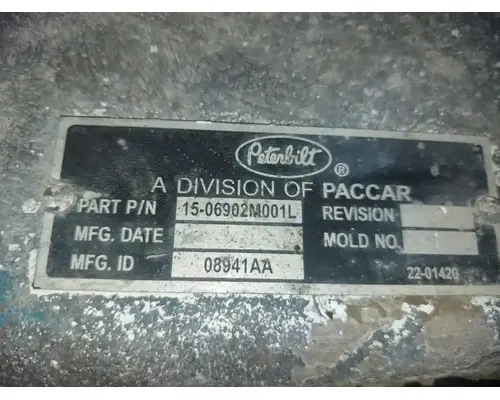 Peterbilt ®
A DIVISION OF PACCAR
PART P/N 15-06902M001L REVISION
MFG. DATE MOLD NO.
MFG. ID 08941AA 22-01420